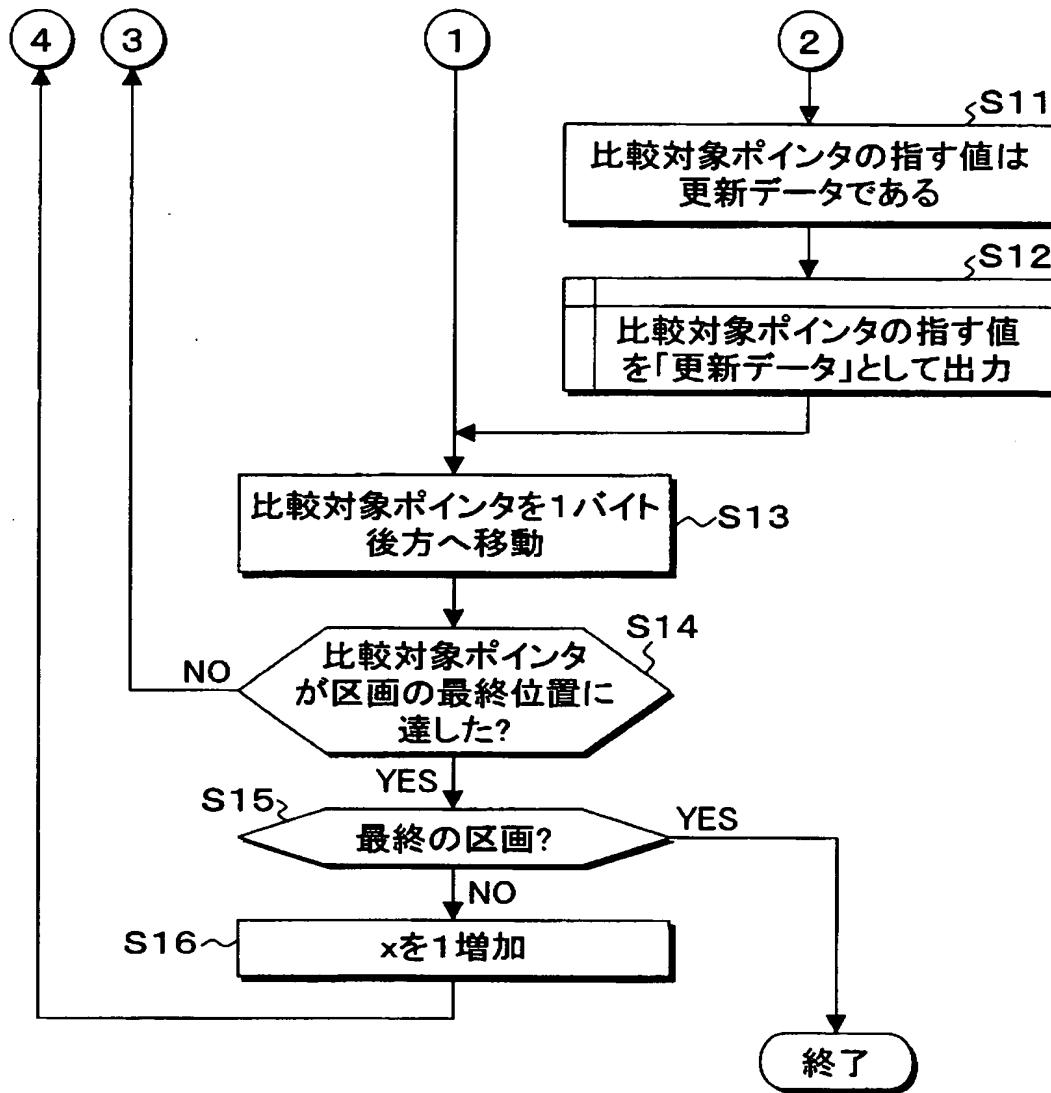 4
3
1
2
S11
比較対象ポインタの指す値は
更新データである
S12
比較対象ポインタの指す値
を「更新データ」として出力
比較対象ポインタを1バイト
後方へ移動
S13
S14
比較対象ポインタ
が区画の最終位置に
達した?
NO
YES
S15
最終の区画?
YES
NO
S16
xを1増加
終了